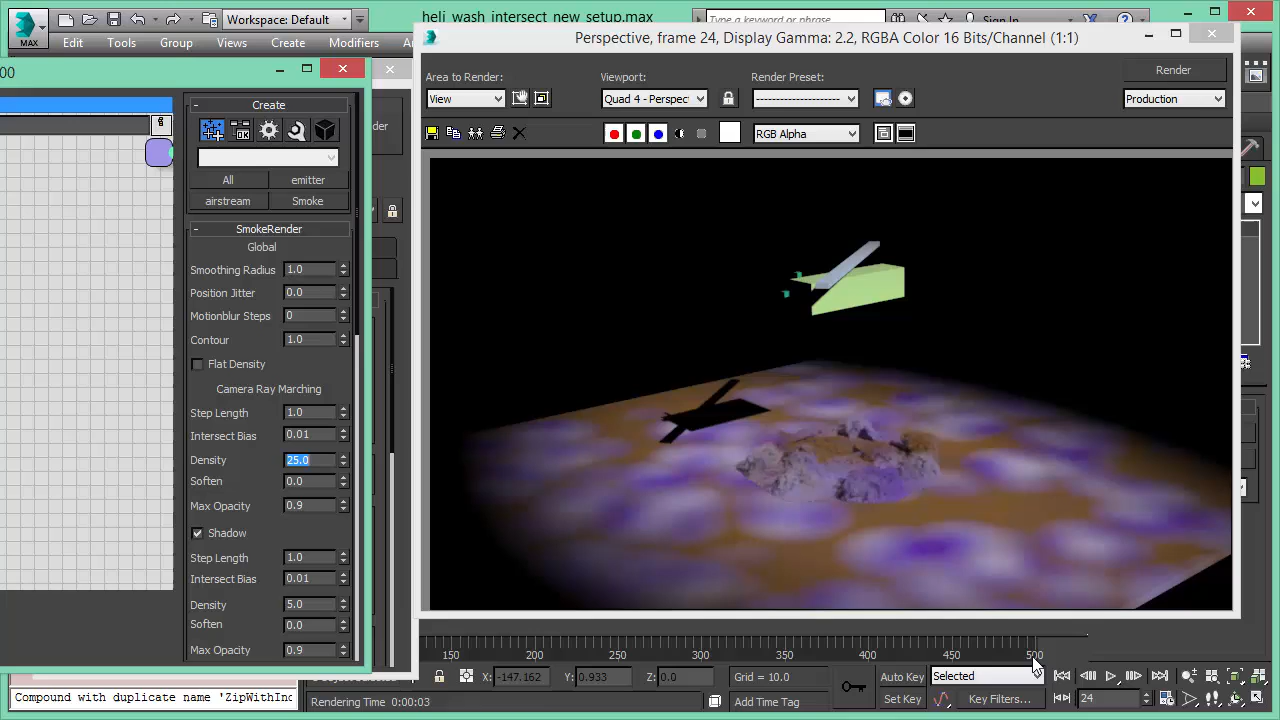 Workspace: Default
heli_wash_intersect_new_setup.max
Sign In
MAX
Edit Tools Group Views Create Modifiers
Perspective, frame 24, Display Gamma: 2.2, RGBA Color 16 Bits/Channel (1:1)
00
Area to Render:
Viewport:
Render Preset:
Render
View
Quad 4 - Perspec
Production
RGB Alpha
Create
All
emitter
airstream
Smoke
SmokeRender
Global
Smoothing Radius 1.0
Position Jitter 0.0
Motionblur Steps 0
Contour 1.0
Flat Density
Camera Ray Marching
Step Length 1.0
Intersect Bias 0.01
Density 25.0
Soften 0.0
Max Opacity 0.9
Shadow
Step Length 1.0
Intersect Bias 0.01
Density 5.0
Soften 0.0
Max Opacity 0.9
150 200 250 300 350 400 450 500
X: -147.162 Y: 0.933 Z: 0.0 Grid = 10.0 Auto Key Selected
Compound with duplicate name 'ZipWithInd
Rendering Time 0:00:03
Add Time Tag
Set Key
Key Filters...
24